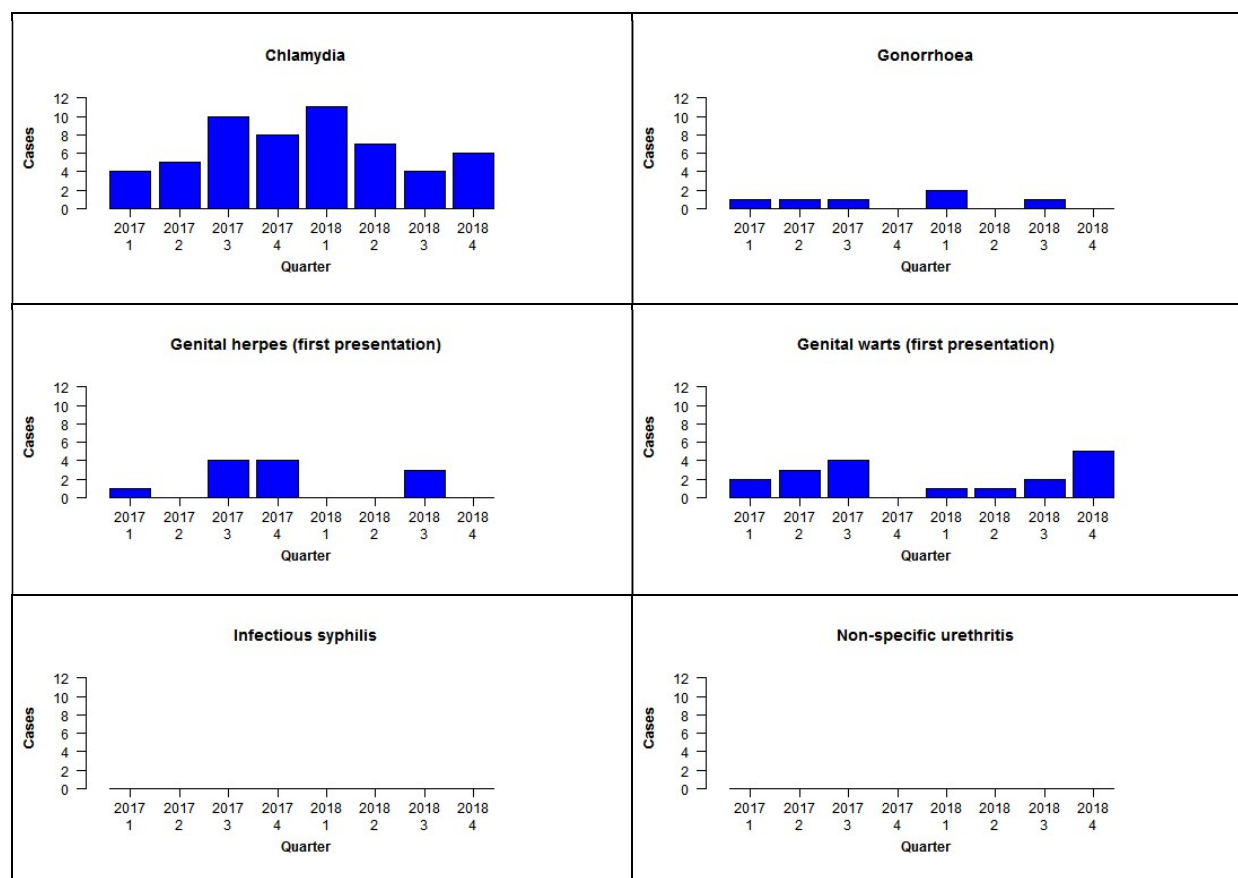 Chlamydia
Cases
12
10
8
6
4
2
0
2017 2017 2017 2017 2018 2018 2018 2018
1 2 3 4 1 2 3 4
Quarter
Gonorrhoea
Cases
12
10
8
6
4
2
0
2017 2017 2017 2017 2018 2018 2018 2018
1 2 3 4 1 2 3 4
Quarter
Genital herpes (first presentation)
Cases
12
10
8
6
4
2
0
2017 2017 2017 2017 2018 2018 2018 2018
1 2 3 4 1 2 3 4
Quarter
Genital warts (first presentation)
Cases
12
10
8
6
4
2
0
2017 2017 2017 2017 2018 2018 2018 2018
1 2 3 4 1 2 3 4
Quarter
Infectious syphilis
Cases
12
10
8
6
4
2
0
2017 2017 2017 2017 2018 2018 2018 2018
1 2 3 4 1 2 3 4
Quarter
Non-specific urethritis
Cases
12
10
8
6
4
2
0
2017 2017 2017 2017 2018 2018 2018 2018
1 2 3 4 1 2 3 4
Quarter